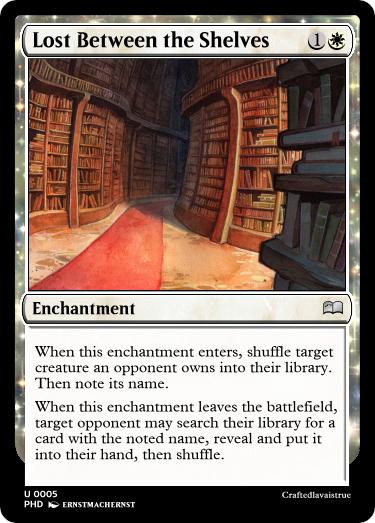 Lost Between the Shelves 1
Enchantment
When this enchantment enters, shuffle target
creature an opponent owns into their library.
Then note its name.
When this enchantment leaves the battlefield,
target opponent may search their library for a
card with the noted name, reveal and put it
into their hand, then shuffle.
U 0005
PHD ERNSTMACHERNST
Craftedlavaistrue